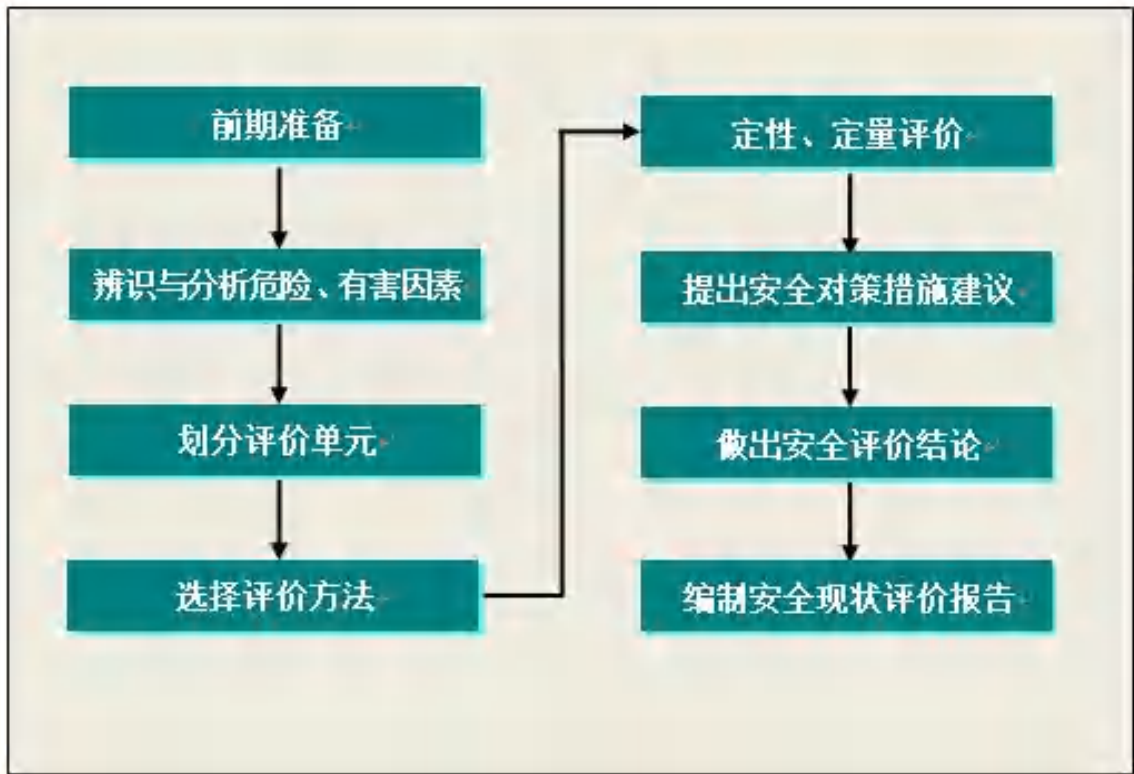 前期准备
辨识与分析危险、有害因素
划分评价单元
选择评价方法
定性、定量评价
提出安全对策措施建议
做出安全评价结论
编制安全现状评价报告